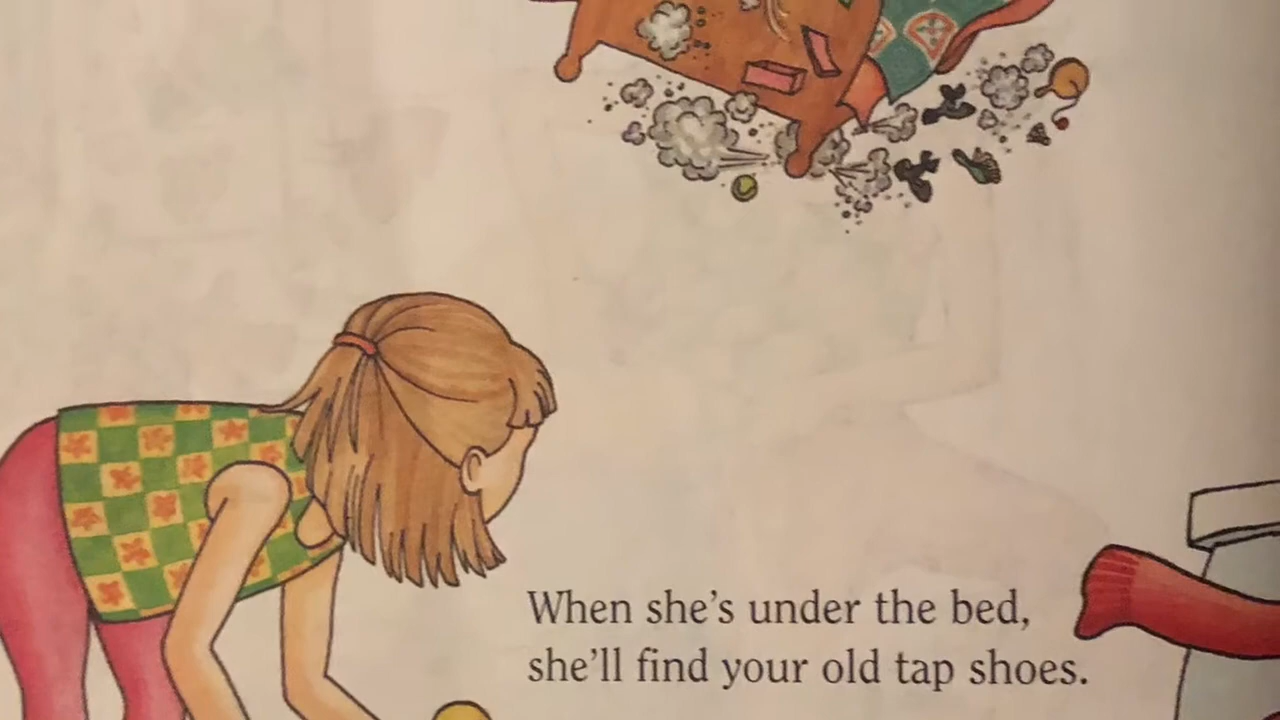 When she's under the bed,
she'll find your old tap shoes.